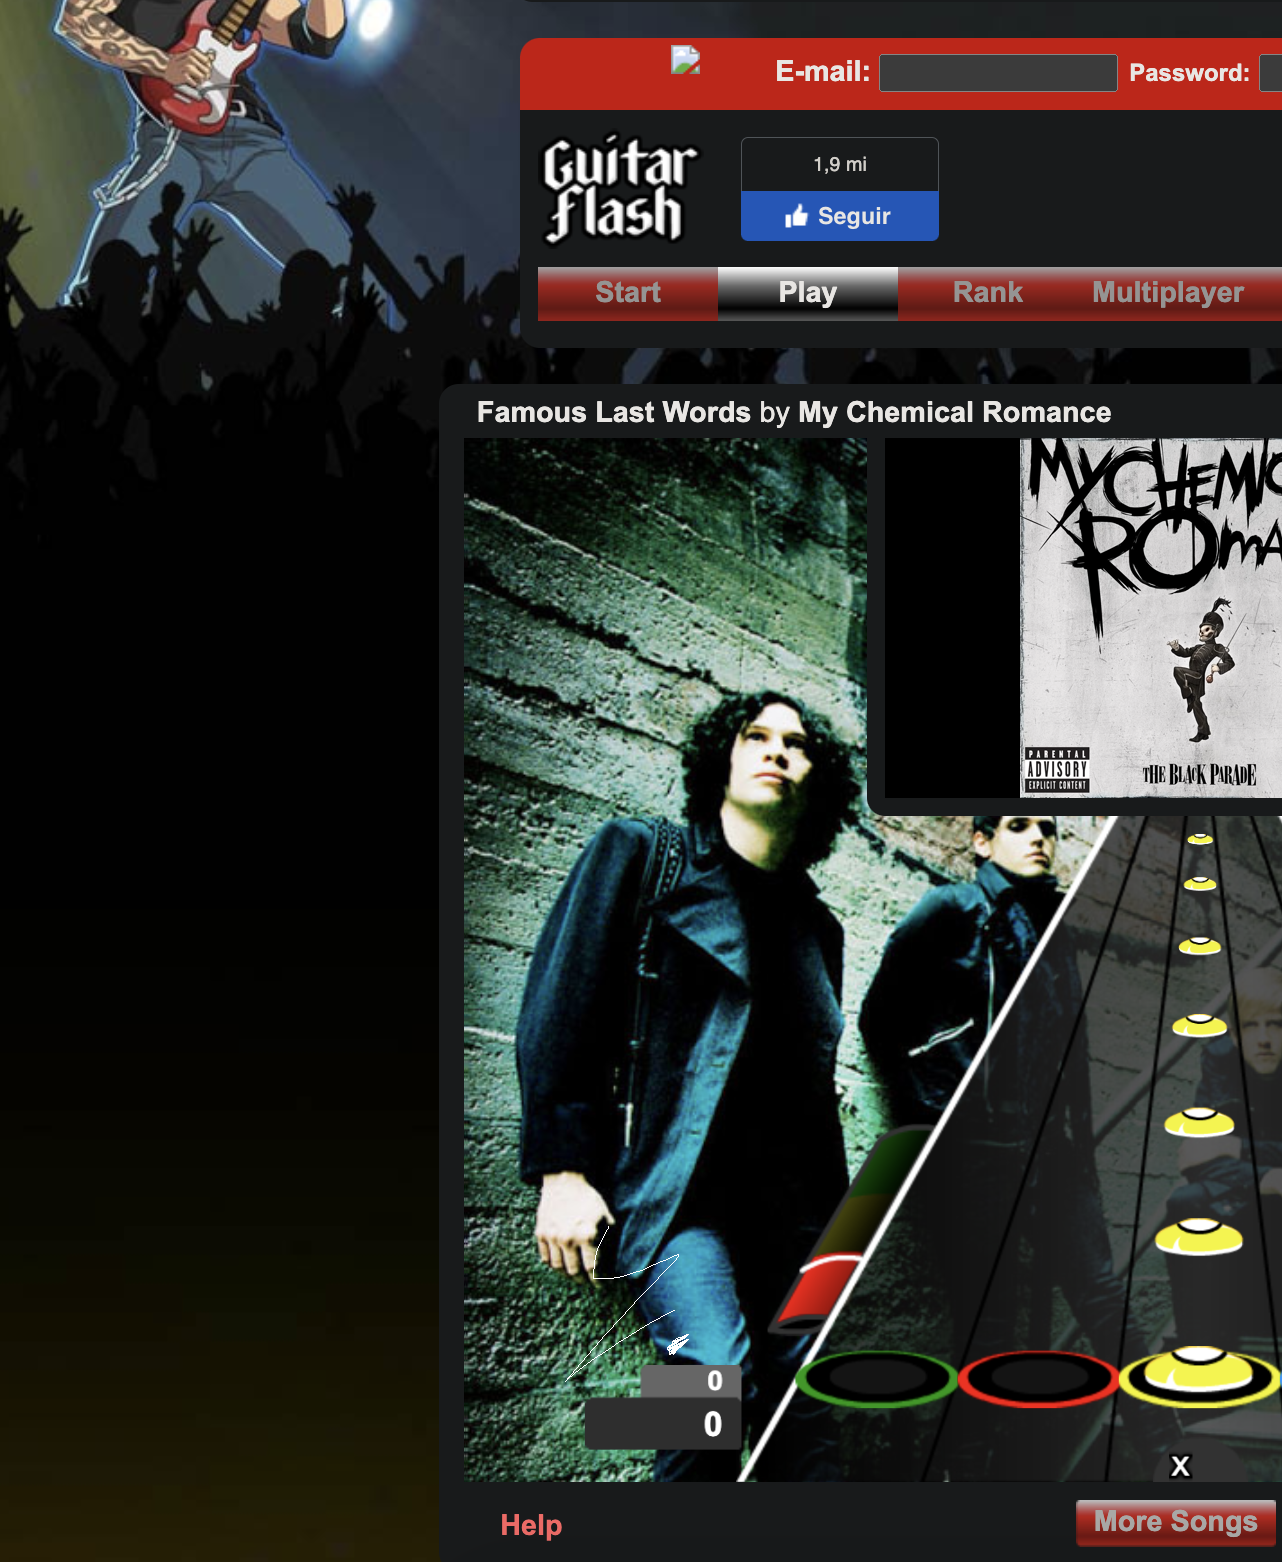 E-mail: Password:
Guitar
Flash
1,9 mi
Seguir
Start Play Rank Multiplayer
Famous Last Words by My Chemical Romance
MY CHEMIC
ROMA
PARENTAL
ADVISORY
EXPLICIT CONTENT
THE BLACK PARADE
0
0
X
Help More Songs